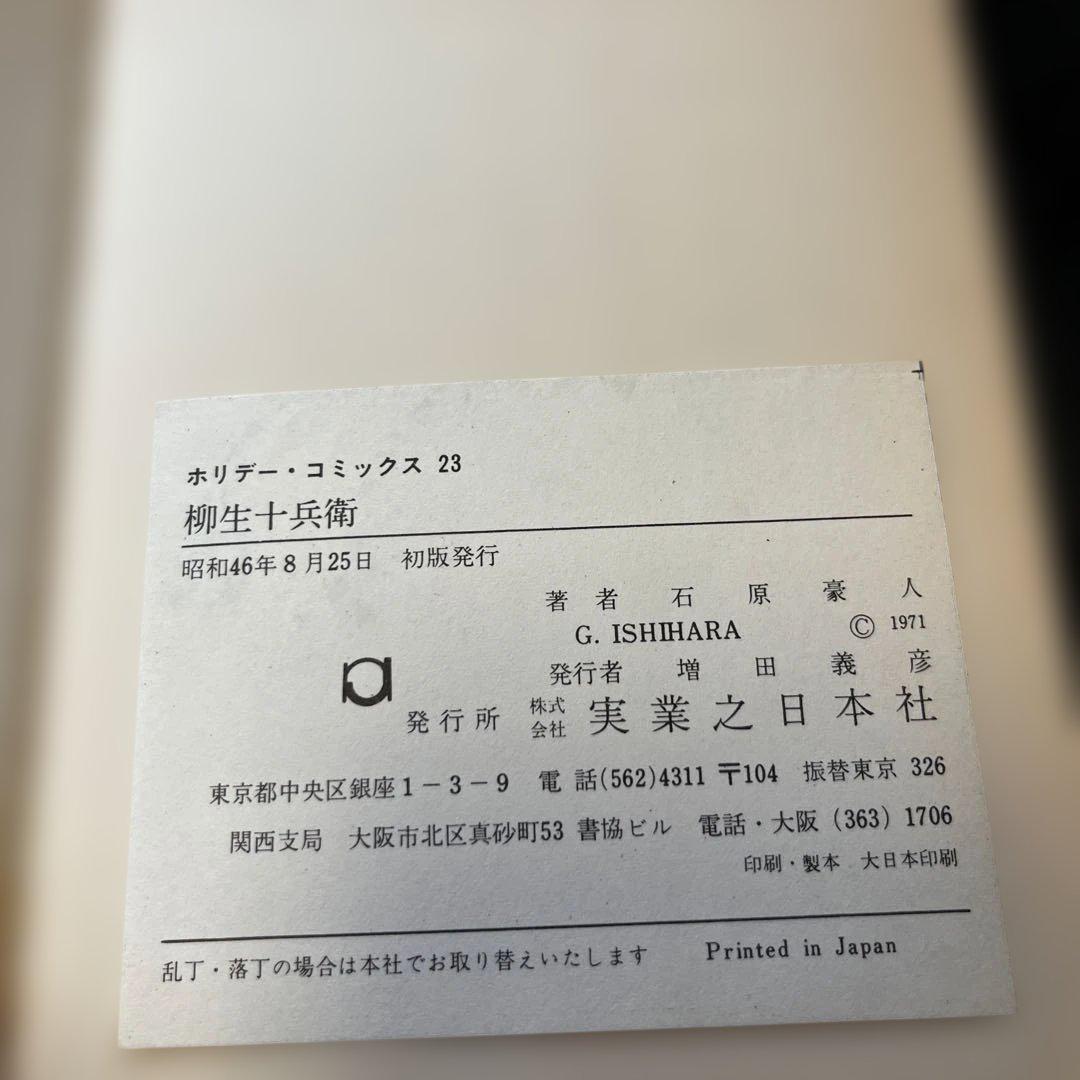 ホリデー・コミックス 23
柳生十兵衛
昭和46年8月25日 初版発行
著者 石原豪人
G. ISHIHARA © 1971
発行者 増田義彦
発行所 株式会社 実業之日本社
東京都中央区銀座1-3-9 電話(562)4311 〒104 振替東京 326
関西支局 大阪市北区真砂町53 書協ビル 電話・大阪 (363) 1706
印刷・製本 大日本印刷
乱丁・落丁の場合は本社でお取り替えいたします Printed in Japan